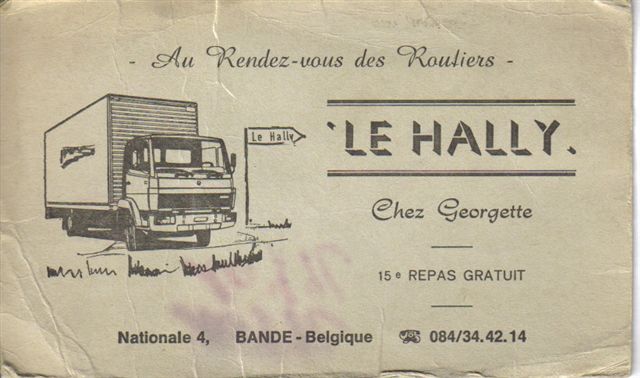 - Au Rendez-vous des Routiers -
Le Hally
'LE HALLY.
Chez Georgette
15e REPAS GRATUIT
Nationale 4, BANDE - Belgique ☎ 084/34.42.14